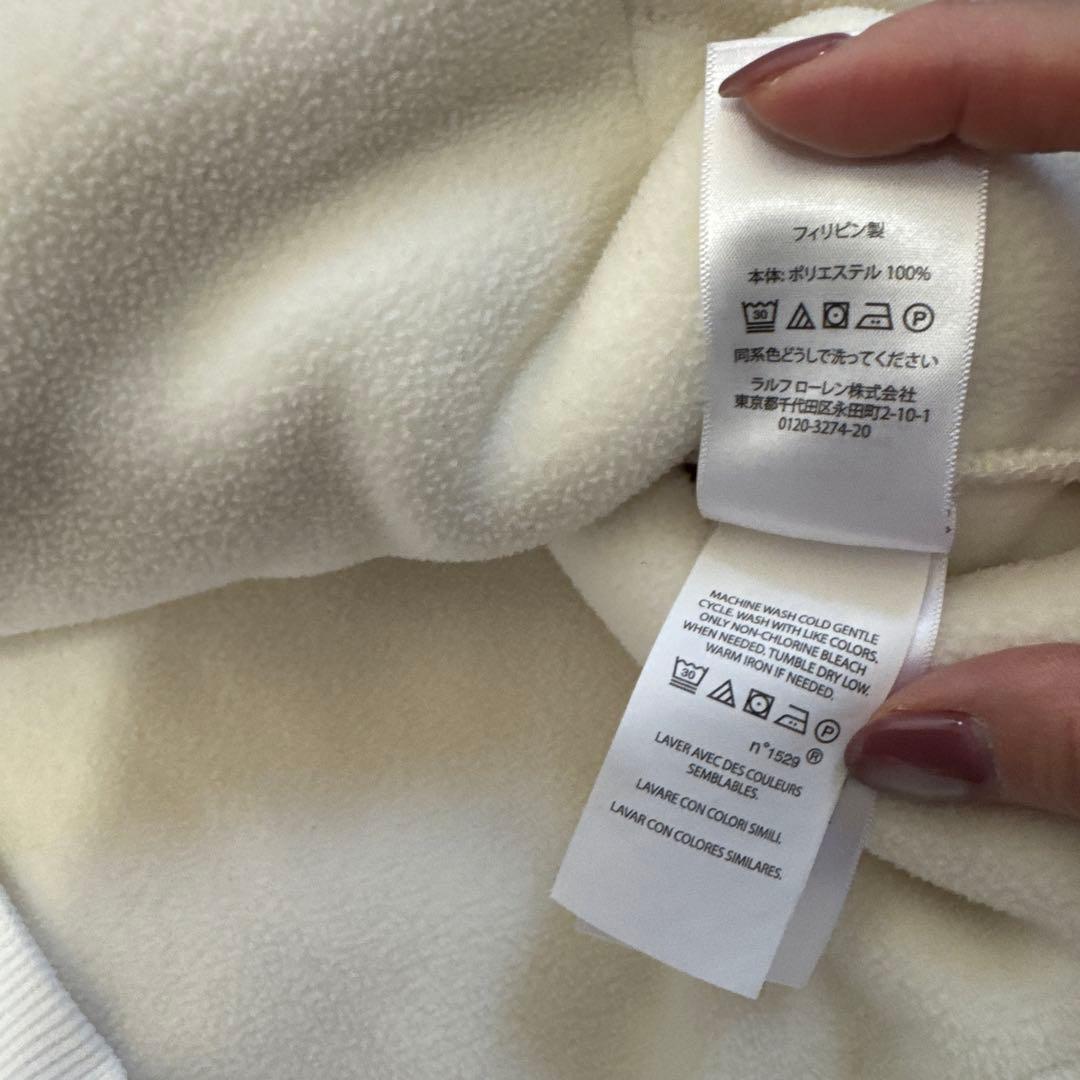 フィリピン製
本体: ポリエステル 100%
30 P
同系色どうしで洗ってください
ラルフ ローレン株式会社
東京都千代田区永田町2-10-1
0120-3274-20
MACHINE WASH COLD GENTLE
CYCLE. WASH WITH LIKE COLORS.
ONLY NON-CHLORINE BLEACH
WHEN NEEDED. TUMBLE DRY LOW.
WARM IRON IF NEEDED.
30 P
n°1529 ®
LAVER AVEC DES COULEURS
SEMBLABLES.
LAVARE CON COLORI SIMILI.
LAVAR CON COLORES SIMILARES.